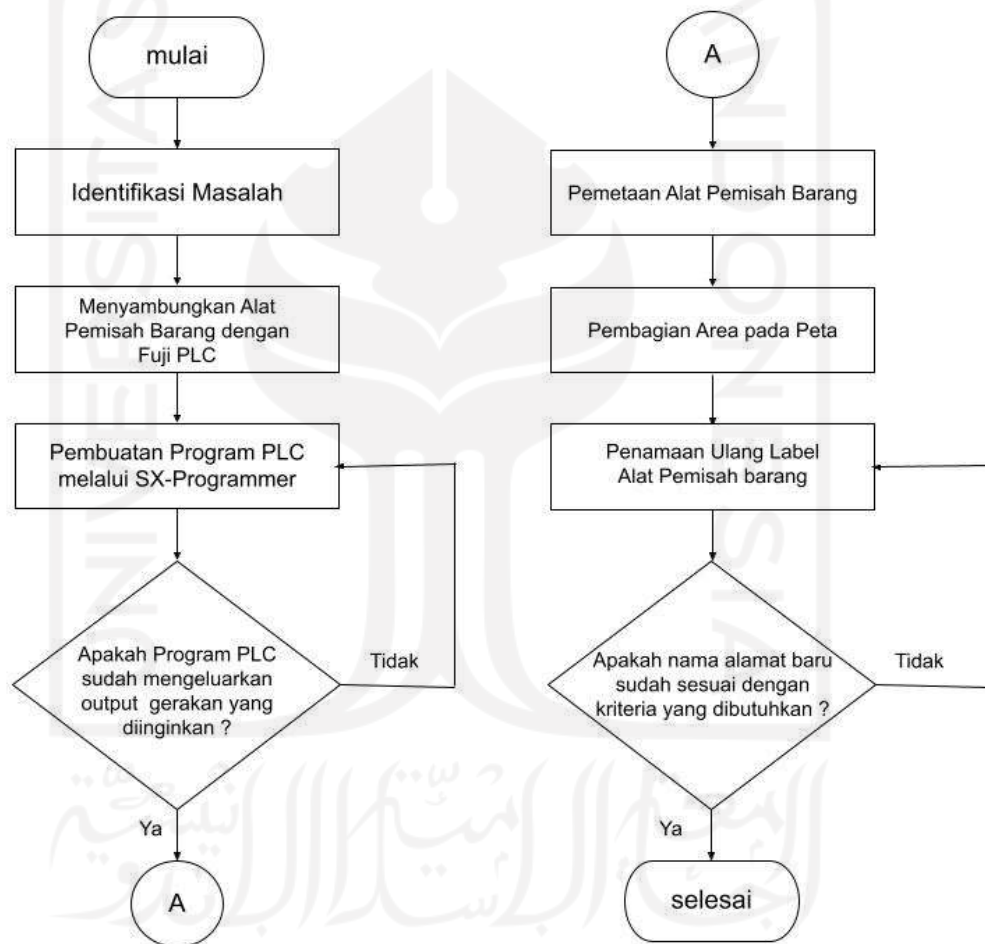 mulai
Identifikasi Masalah
Menyambungkan Alat
Pemisah Barang dengan
Fuji PLC
Pembuatan Program PLC
melalui SX-Programmer
Apakah Program PLC
sudah mengeluarkan
output gerakan yang
diinginkan ?
Tidak
Ya
A
A
Pemetaan Alat Pemisah Barang
Pembagian Area pada Peta
Penamaan Ulang Label
Alat Pemisah barang
Apakah nama alamat baru
sudah sesuai dengan
kriteria yang dibutuhkan ?
Tidak
Ya
selesai
UNIVERSITAS